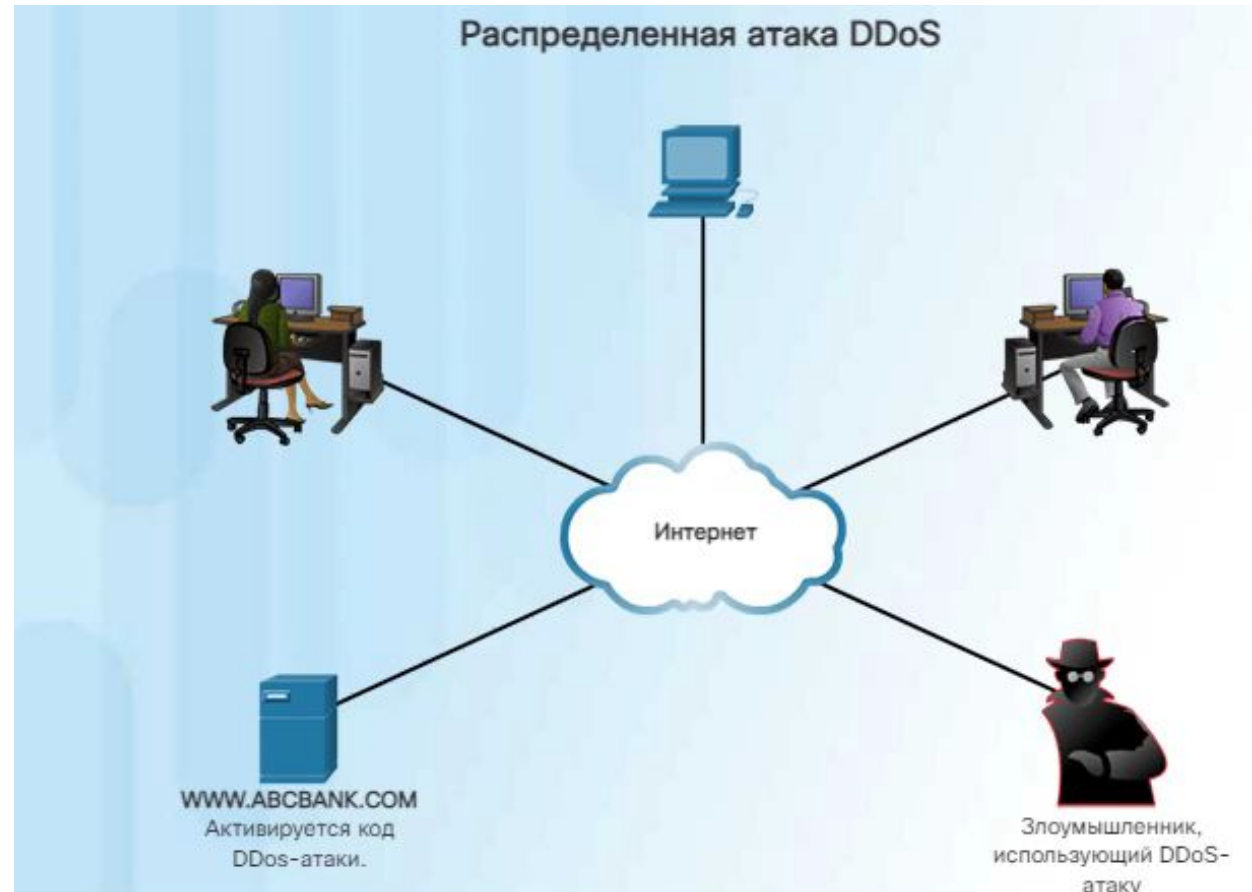 Распределенная атака DDoS
Интернет
WWW.ABCBANK.COM
Активируется код
DDos-атаки.
Злоумышленник,
использующий DDoS-
атаку